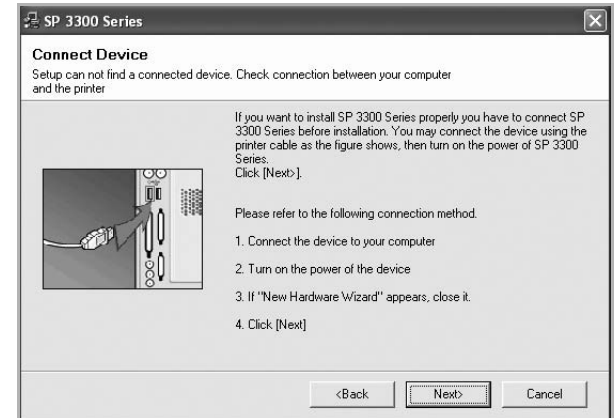 SP 3300 Series
Connect Device
Setup can not find a connected device. Check connection between your computer
and the printer
If you want to install SP 3300 Series properly you have to connect SP
3300 Series before installation. You may connect the device using the
printer cable as the figure shows, then turn on the power of SP 3300
Series.
Click [Next>].
Please refer to the following connection method.
1. Connect the device to your computer
2. Turn on the power of the device
3. If "New Hardware Wizard" appears, close it.
4. Click [Next]
<Back
Next>
Cancel